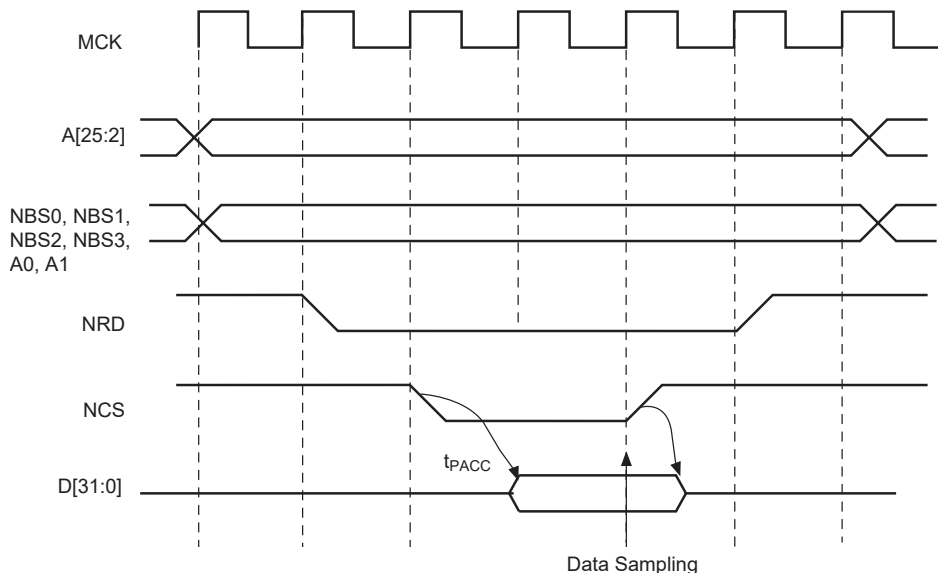 MCK
A[25:2]
NBS0, NBS1,
NBS2, NBS3,
A0, A1
NRD
NCS
tPACC
D[31:0]
Data Sampling